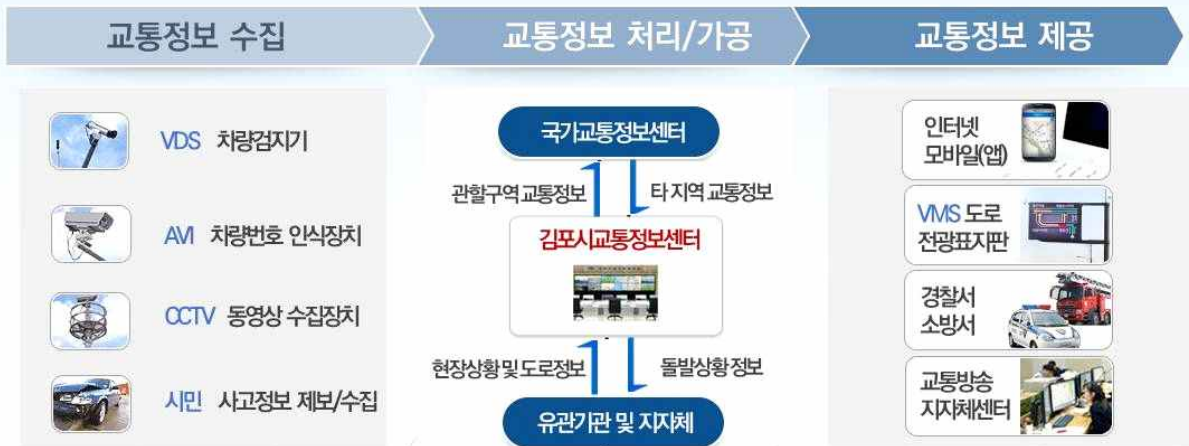 교통정보 수집
교통정보 처리/가공
교통정보 제공
VDS 차량검지기
AVI 차량번호 인식장치
CCTV 동영상 수집장치
시민 사고정보 제보/수집
국가교통정보센터
관할구역 교통정보
타 지역 교통정보
김포시교통정보센터
현장상황 및 도로정보
돌발상황 정보
유관기관 및 지자체
인터넷
모바일(앱)
VMS 도로
전광표지판
경찰서
소방서
교통방송
지자체센터